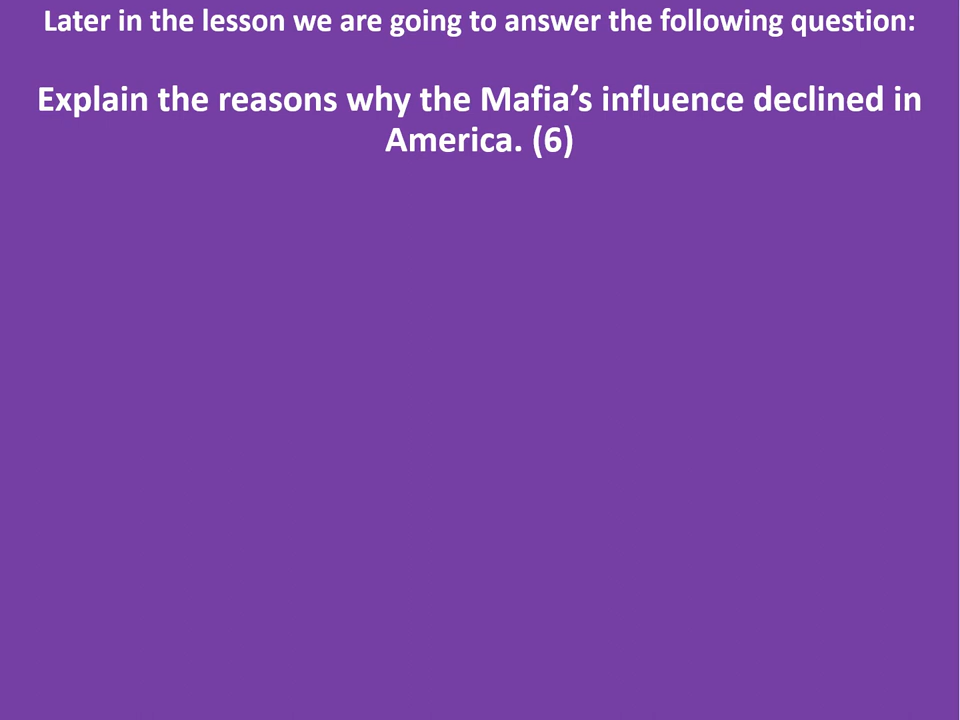 Later in the lesson we are going to answer the following question:
Explain the reasons why the Mafia’s influence declined in
America. (6)